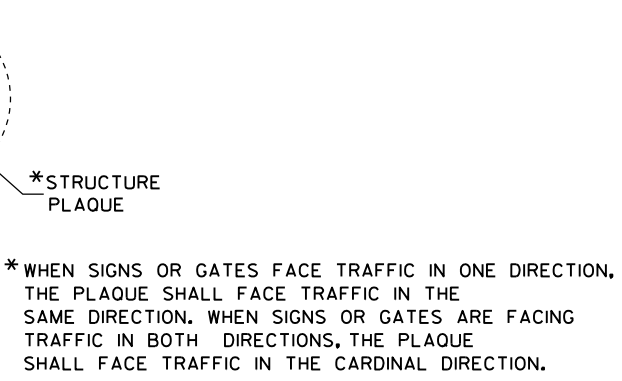 *STRUCTURE
PLAQUE
* WHEN SIGNS OR GATES FACE TRAFFIC IN ONE DIRECTION,
THE PLAQUE SHALL FACE TRAFFIC IN THE
SAME DIRECTION. WHEN SIGNS OR GATES ARE FACING
TRAFFIC IN BOTH DIRECTIONS, THE PLAQUE
SHALL FACE TRAFFIC IN THE CARDINAL DIRECTION.